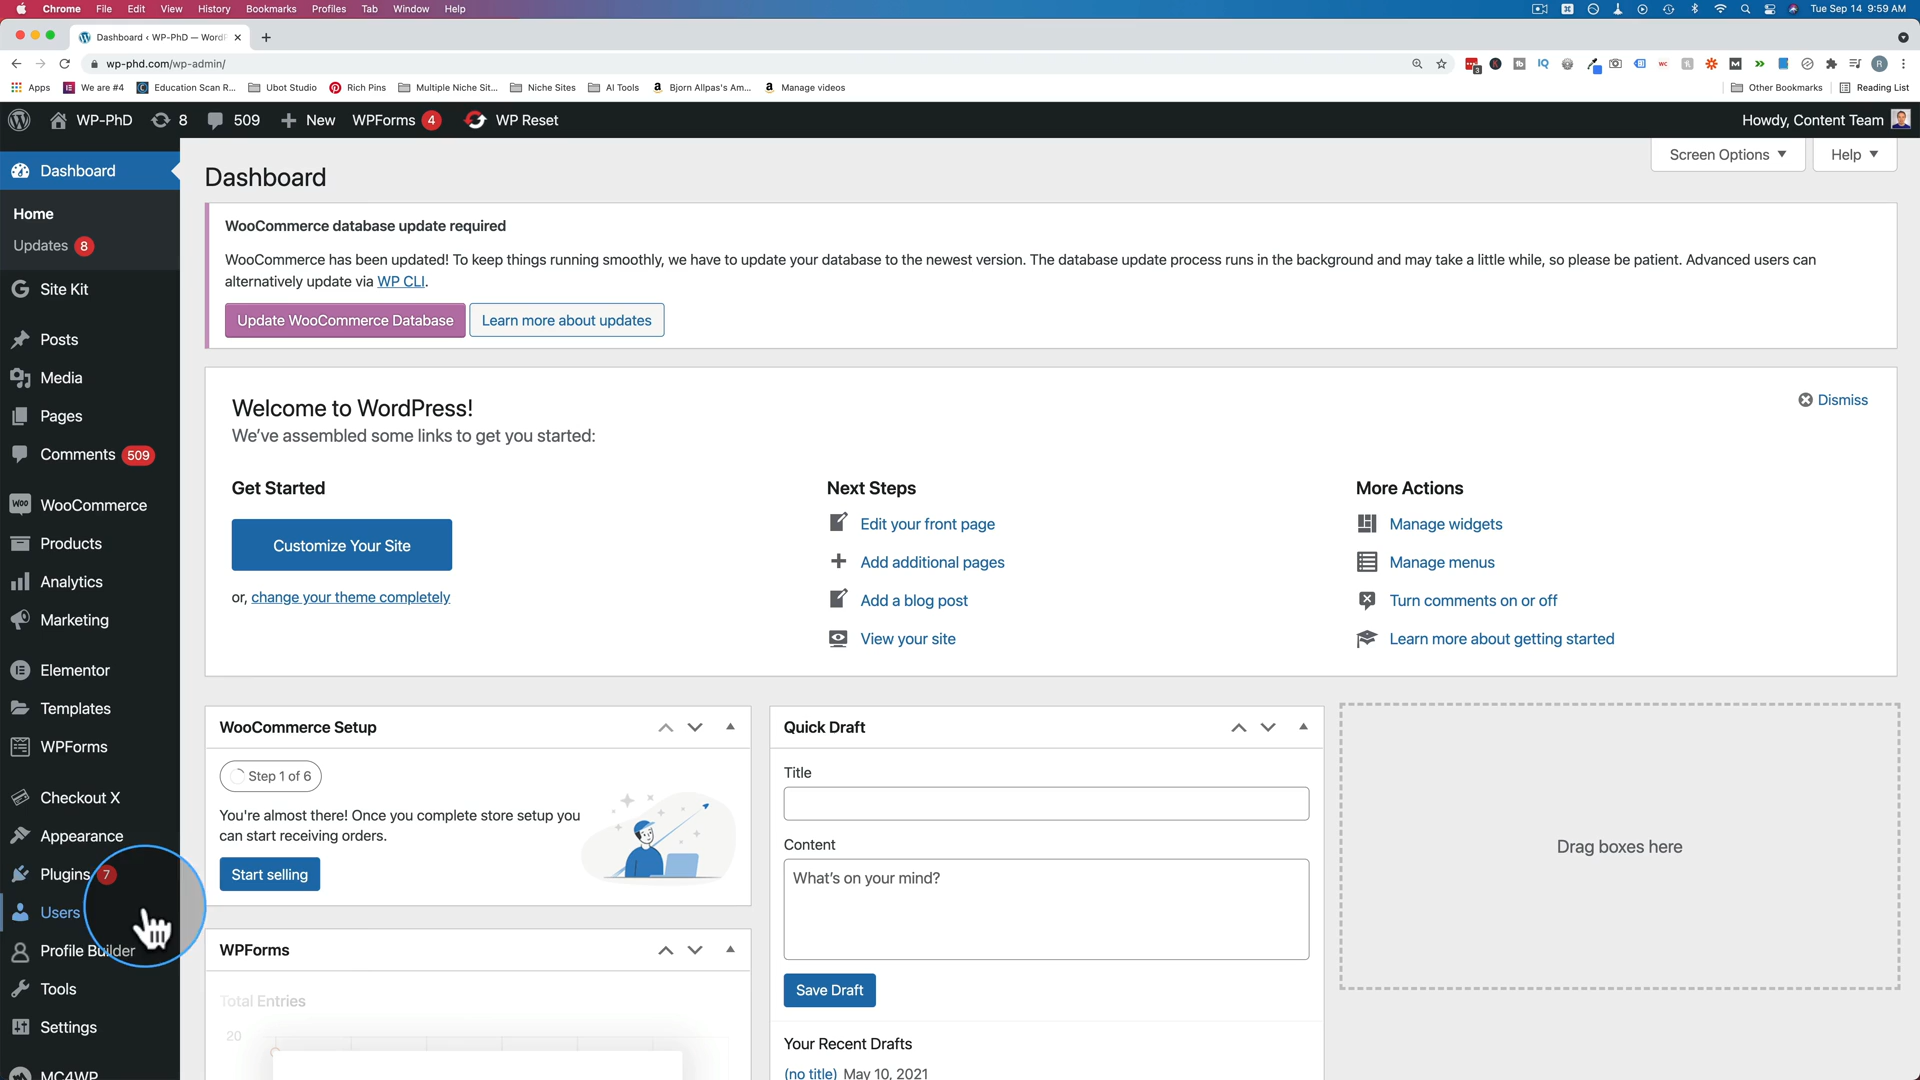 Chrome File Edit View History Bookmarks Profiles Tab Window Help Tue Sep 14 9:59 AM
Dashboard ‹ WP-PhD — WordP
wp-phd.com/wp-admin/
Apps We are #4 Education Scan R... Ubot Studio Rich Pins Multiple Niche Sit... Niche Sites AI Tools Bjorn Allpas's Am... Manage videos Other Bookmarks Reading List
WP-PhD 8 509 New WPForms 4 WP Reset Howdy, Content Team
Screen Options Help
Dashboard
Home
Updates 8
Site Kit
Posts
Media
Pages
Comments 509
WooCommerce
Products
Analytics
Marketing
Elementor
Templates
WPForms
Checkout X
Appearance
Plugins 7
Users
Profile Builder
Tools
Settings
MC4WP
Dashboard
WooCommerce database update required
WooCommerce has been updated! To keep things running smoothly, we have to update your database to the newest version. The database update process runs in the background and may take a little while, so please be patient. Advanced users can
alternatively update via WP CLI.
Update WooCommerce Database Learn more about updates
Welcome to WordPress!
We've assembled some links to get you started:
Dismiss
Get Started
Customize Your Site
or, change your theme completely
Next Steps
Edit your front page
Add additional pages
Add a blog post
View your site
More Actions
Manage widgets
Manage menus
Turn comments on or off
Learn more about getting started
WooCommerce Setup
Step 1 of 6
You're almost there! Once you complete store setup you
can start receiving orders.
Start selling
WPForms
Total Entries
20
Quick Draft
Title
Content
What's on your mind?
Save Draft
Your Recent Drafts
(no title) May 10, 2021
Drag boxes here